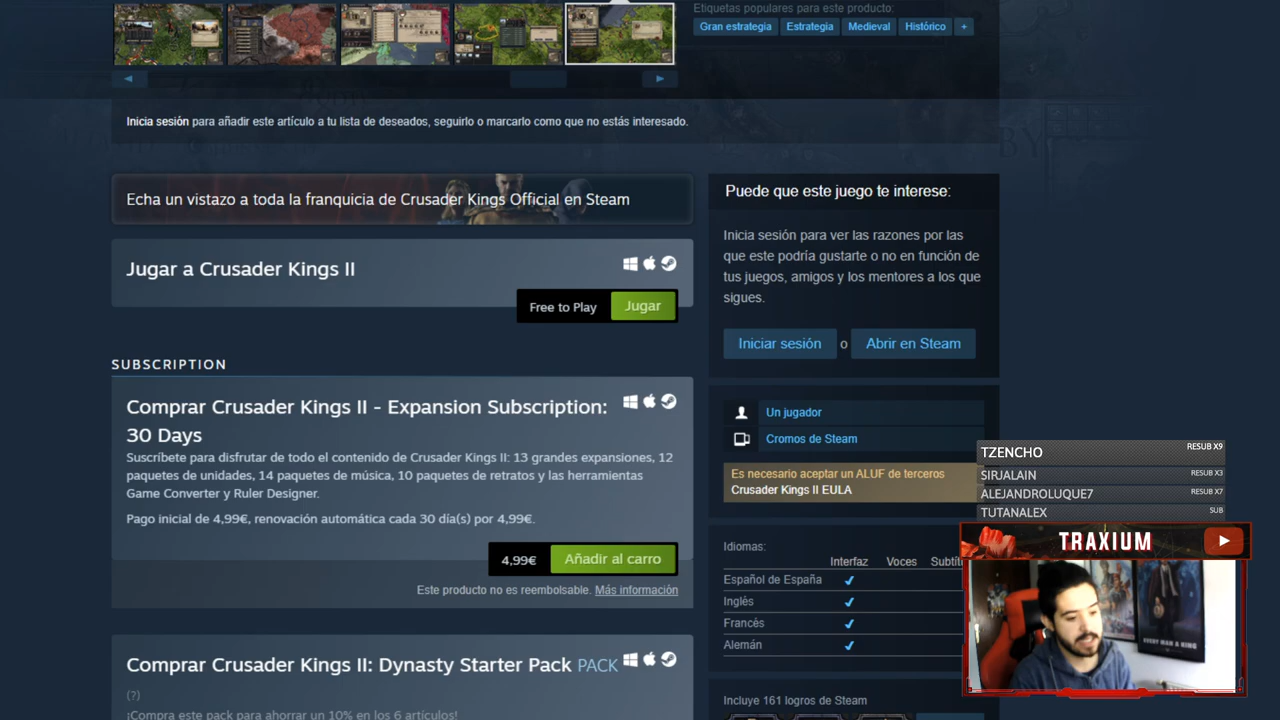 Etiquetas populares para este producto:
Gran estrategia Estrategia Medieval Histórico +
Inicia sesión para añadir este artículo a tu lista de deseados, seguirlo o marcarlo como que no estás interesado.
Echa un vistazo a toda la franquicia de Crusader Kings Official en Steam
Jugar a Crusader Kings II
Free to Play Jugar
SUBSCRIPTION
Comprar Crusader Kings II - Expansion Subscription:
30 Days
Suscríbete para disfrutar de todo el contenido de Crusader Kings II: 13 grandes expansiones, 12
paquetes de unidades, 14 paquetes de música, 10 paquetes de retratos y las herramientas
Game Converter y Ruler Designer.
Pago inicial de 4,99€, renovación automática cada 30 día(s) por 4,99€.
4,99€ Añadir al carro
Este producto no es reembolsable. Más información
Comprar Crusader Kings II: Dynasty Starter Pack PACK
(?)
¡Compra este pack para ahorrar un 10% en los 6 artículos!
Puede que este juego te interese:
Inicia sesión para ver las razones por las
que este podría gustarte o no en función de
tus juegos, amigos y los mentores a los que
sigues.
Iniciar sesión o Abrir en Steam
Un jugador
Cromos de Steam
Es necesario aceptar un ALUF de terceros
Crusader Kings II EULA
Idiomas:
Interfaz Voces Subtít
Español de España ✔
Inglés ✔
Francés ✔
Alemán ✔
Incluye 161 logros de Steam
TZENCHO RESUB X9
SIRJALAIN RESUB X3
ALEJANDROLUQUE7 RESUB X7
TUTANALEX SUB
TRAXIUM
EVERY MAN A KING